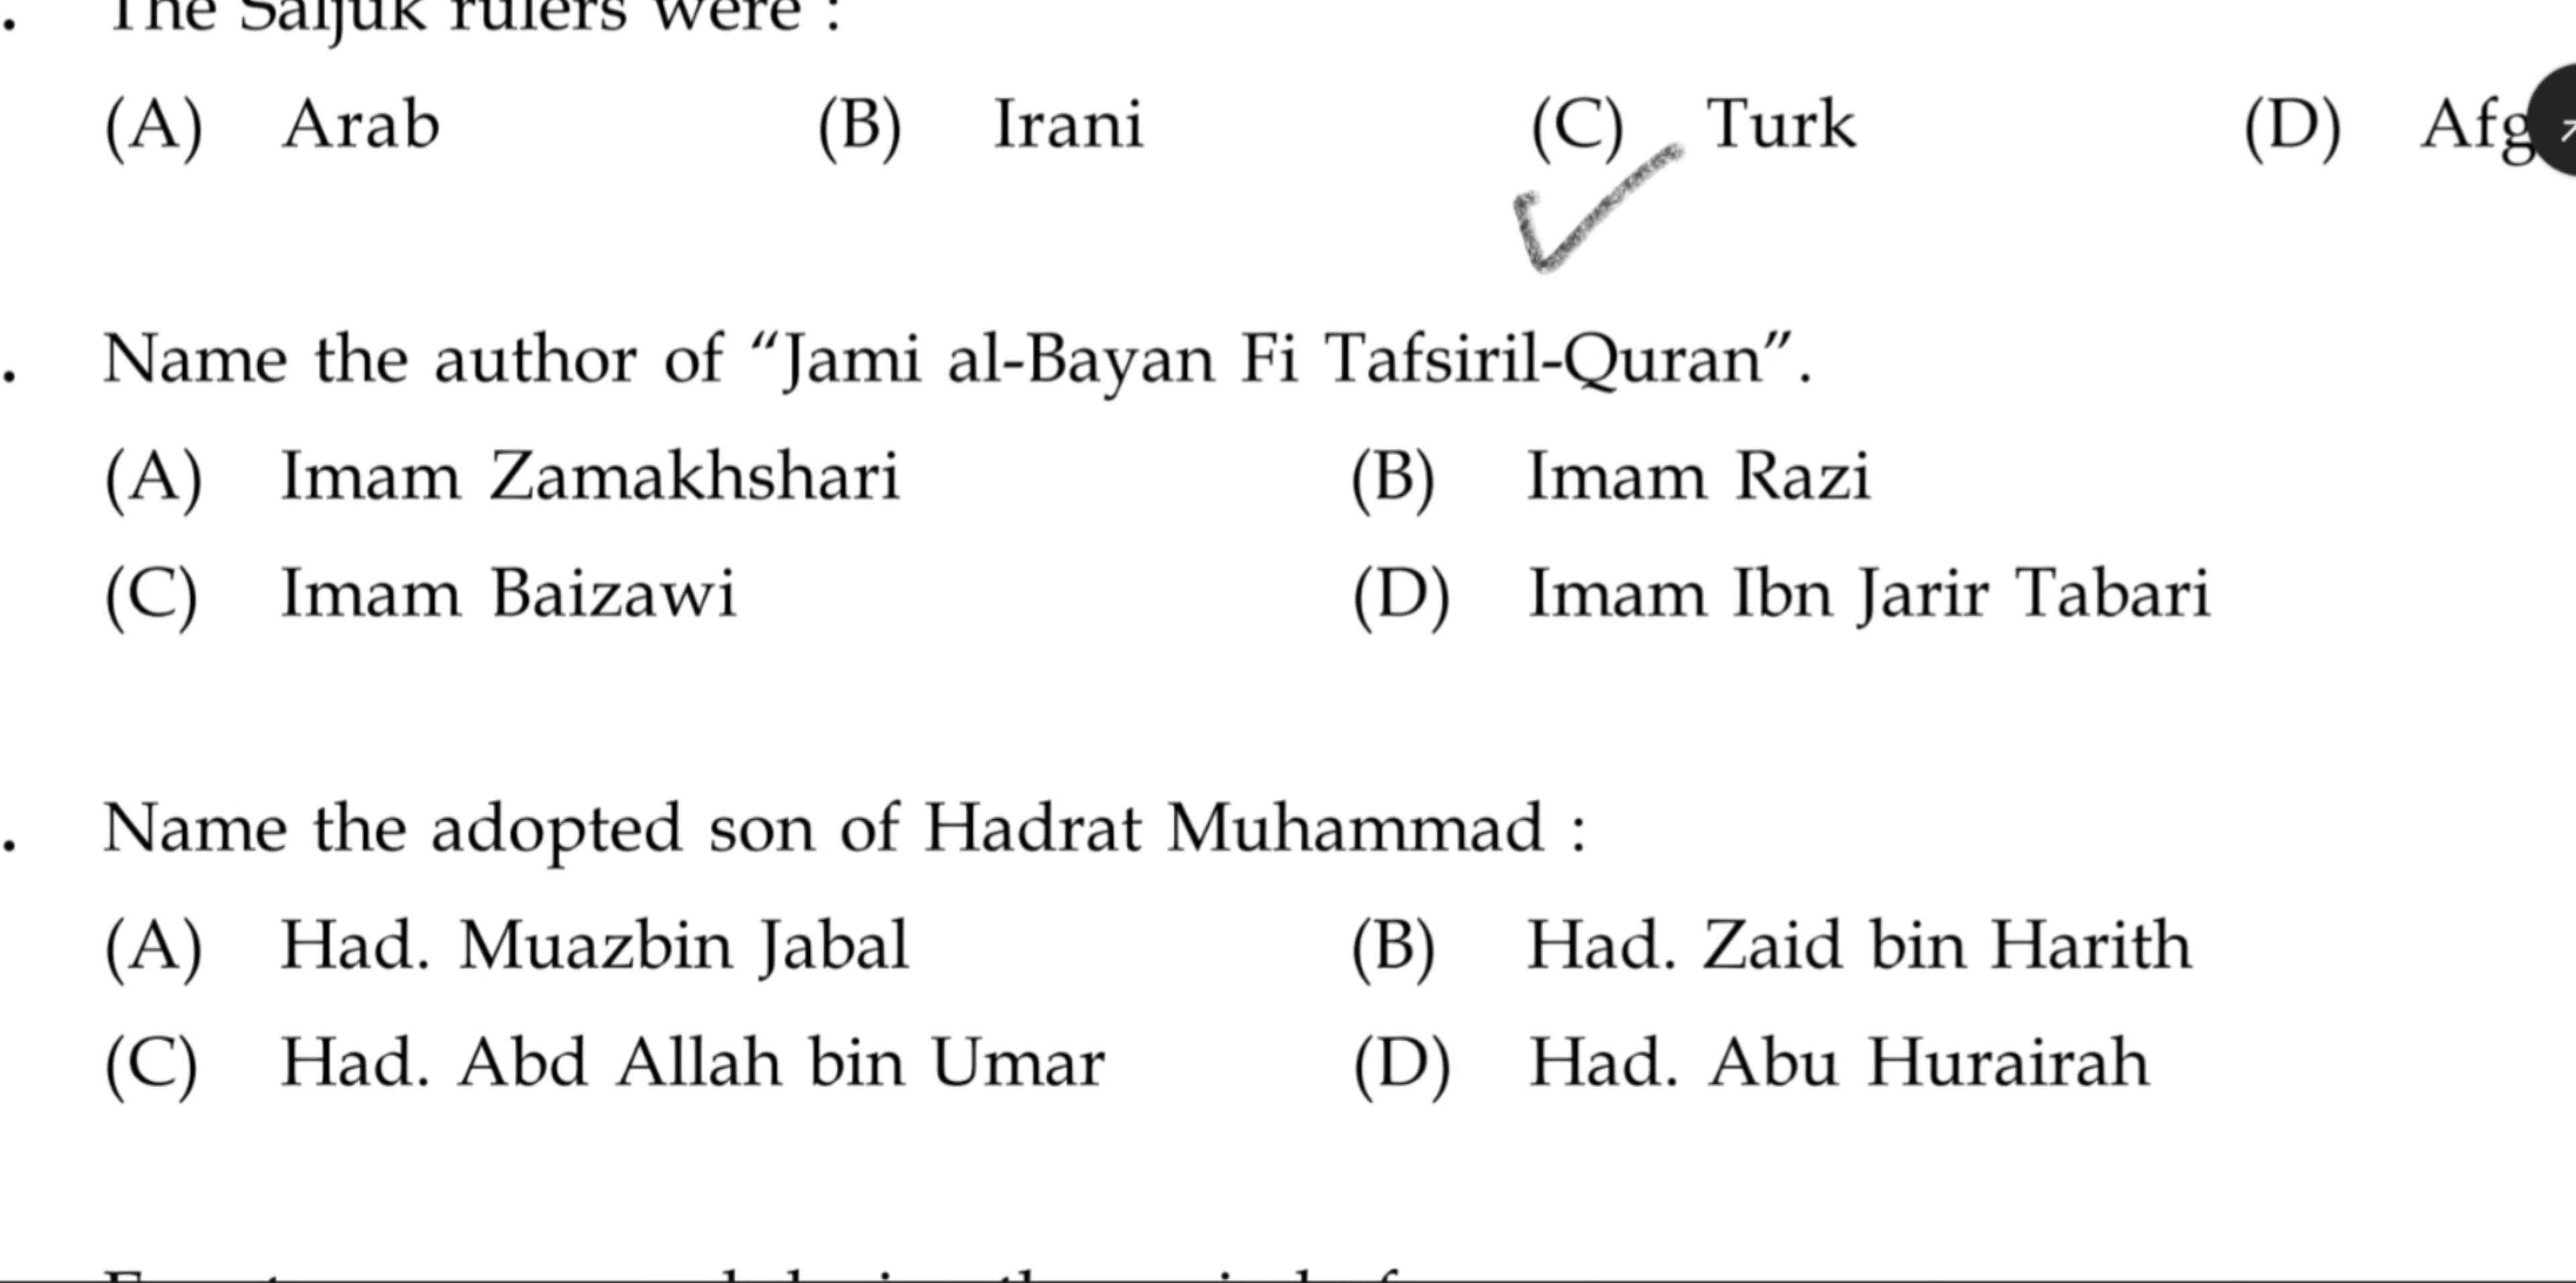 . The Saljuk rulers were :
(A) Arab (B) Irani (C) Turk (D)
. Name the author of “Jami al-Bayan Fi Tafsiril-Quran”.
(A) Imam Zamakhshari (B) Imam Razi
(C) Imam Baizawi (D) Imam Ibn Jarir Tabari
. Name the adopted son of Hadrat Muhammad :
(A) Had. Muazbin Jabal (B) Had. Zaid bin Harith
(C) Had. Abd Allah bin Umar (D) Had. Abu Hurairah